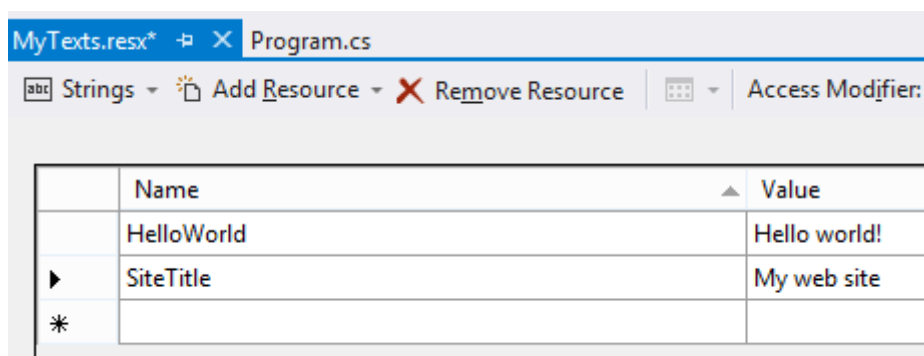 MyTexts.resx* Program.cs
abc Strings Add Resource Remove Resource Access Modifier:
Name Value
HelloWorld Hello world!
SiteTitle My web site